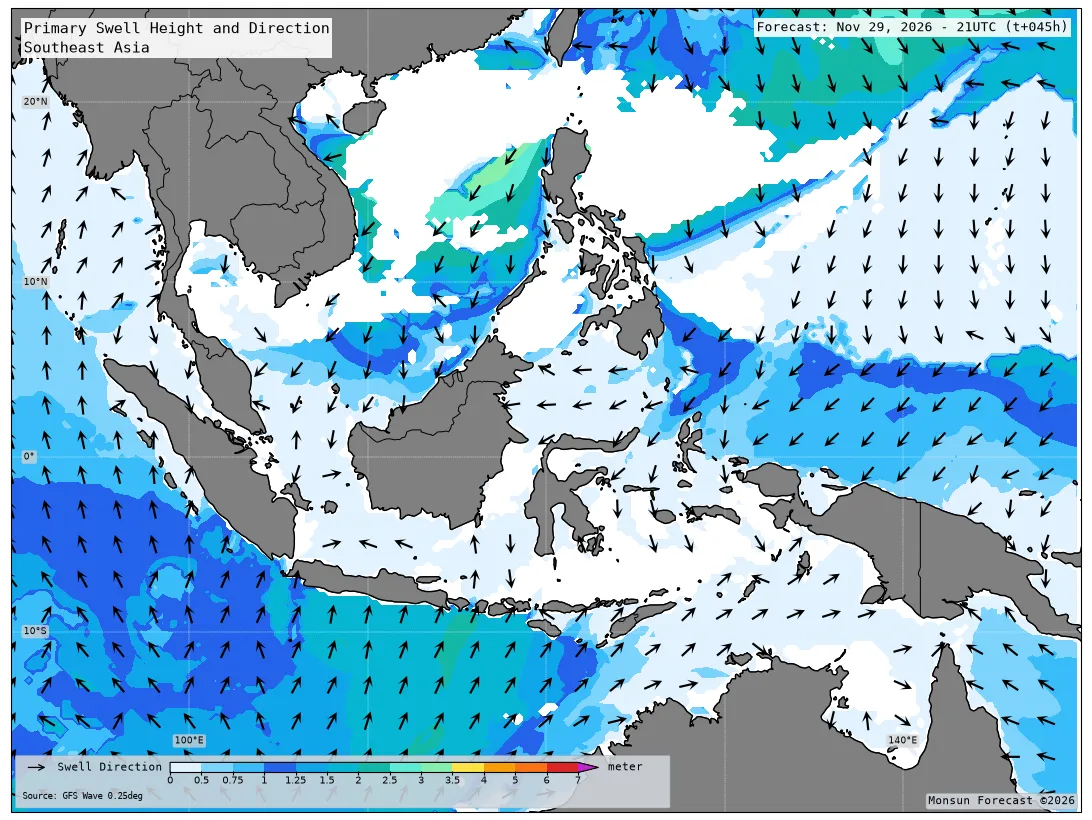 Primary Swell Height and Direction
Southeast Asia
Forecast: Nov 29, 2026 - 21UTC (t+045h)
20°N
10°N
0°
10°S
100°E
140°E
Swell Direction
meter
0 0.5 0.75 1 1.25 1.5 2 2.5 3 3.5 4 5 6 7
Source: GFS Wave 0.25deg
Monsun Forecast ©2026